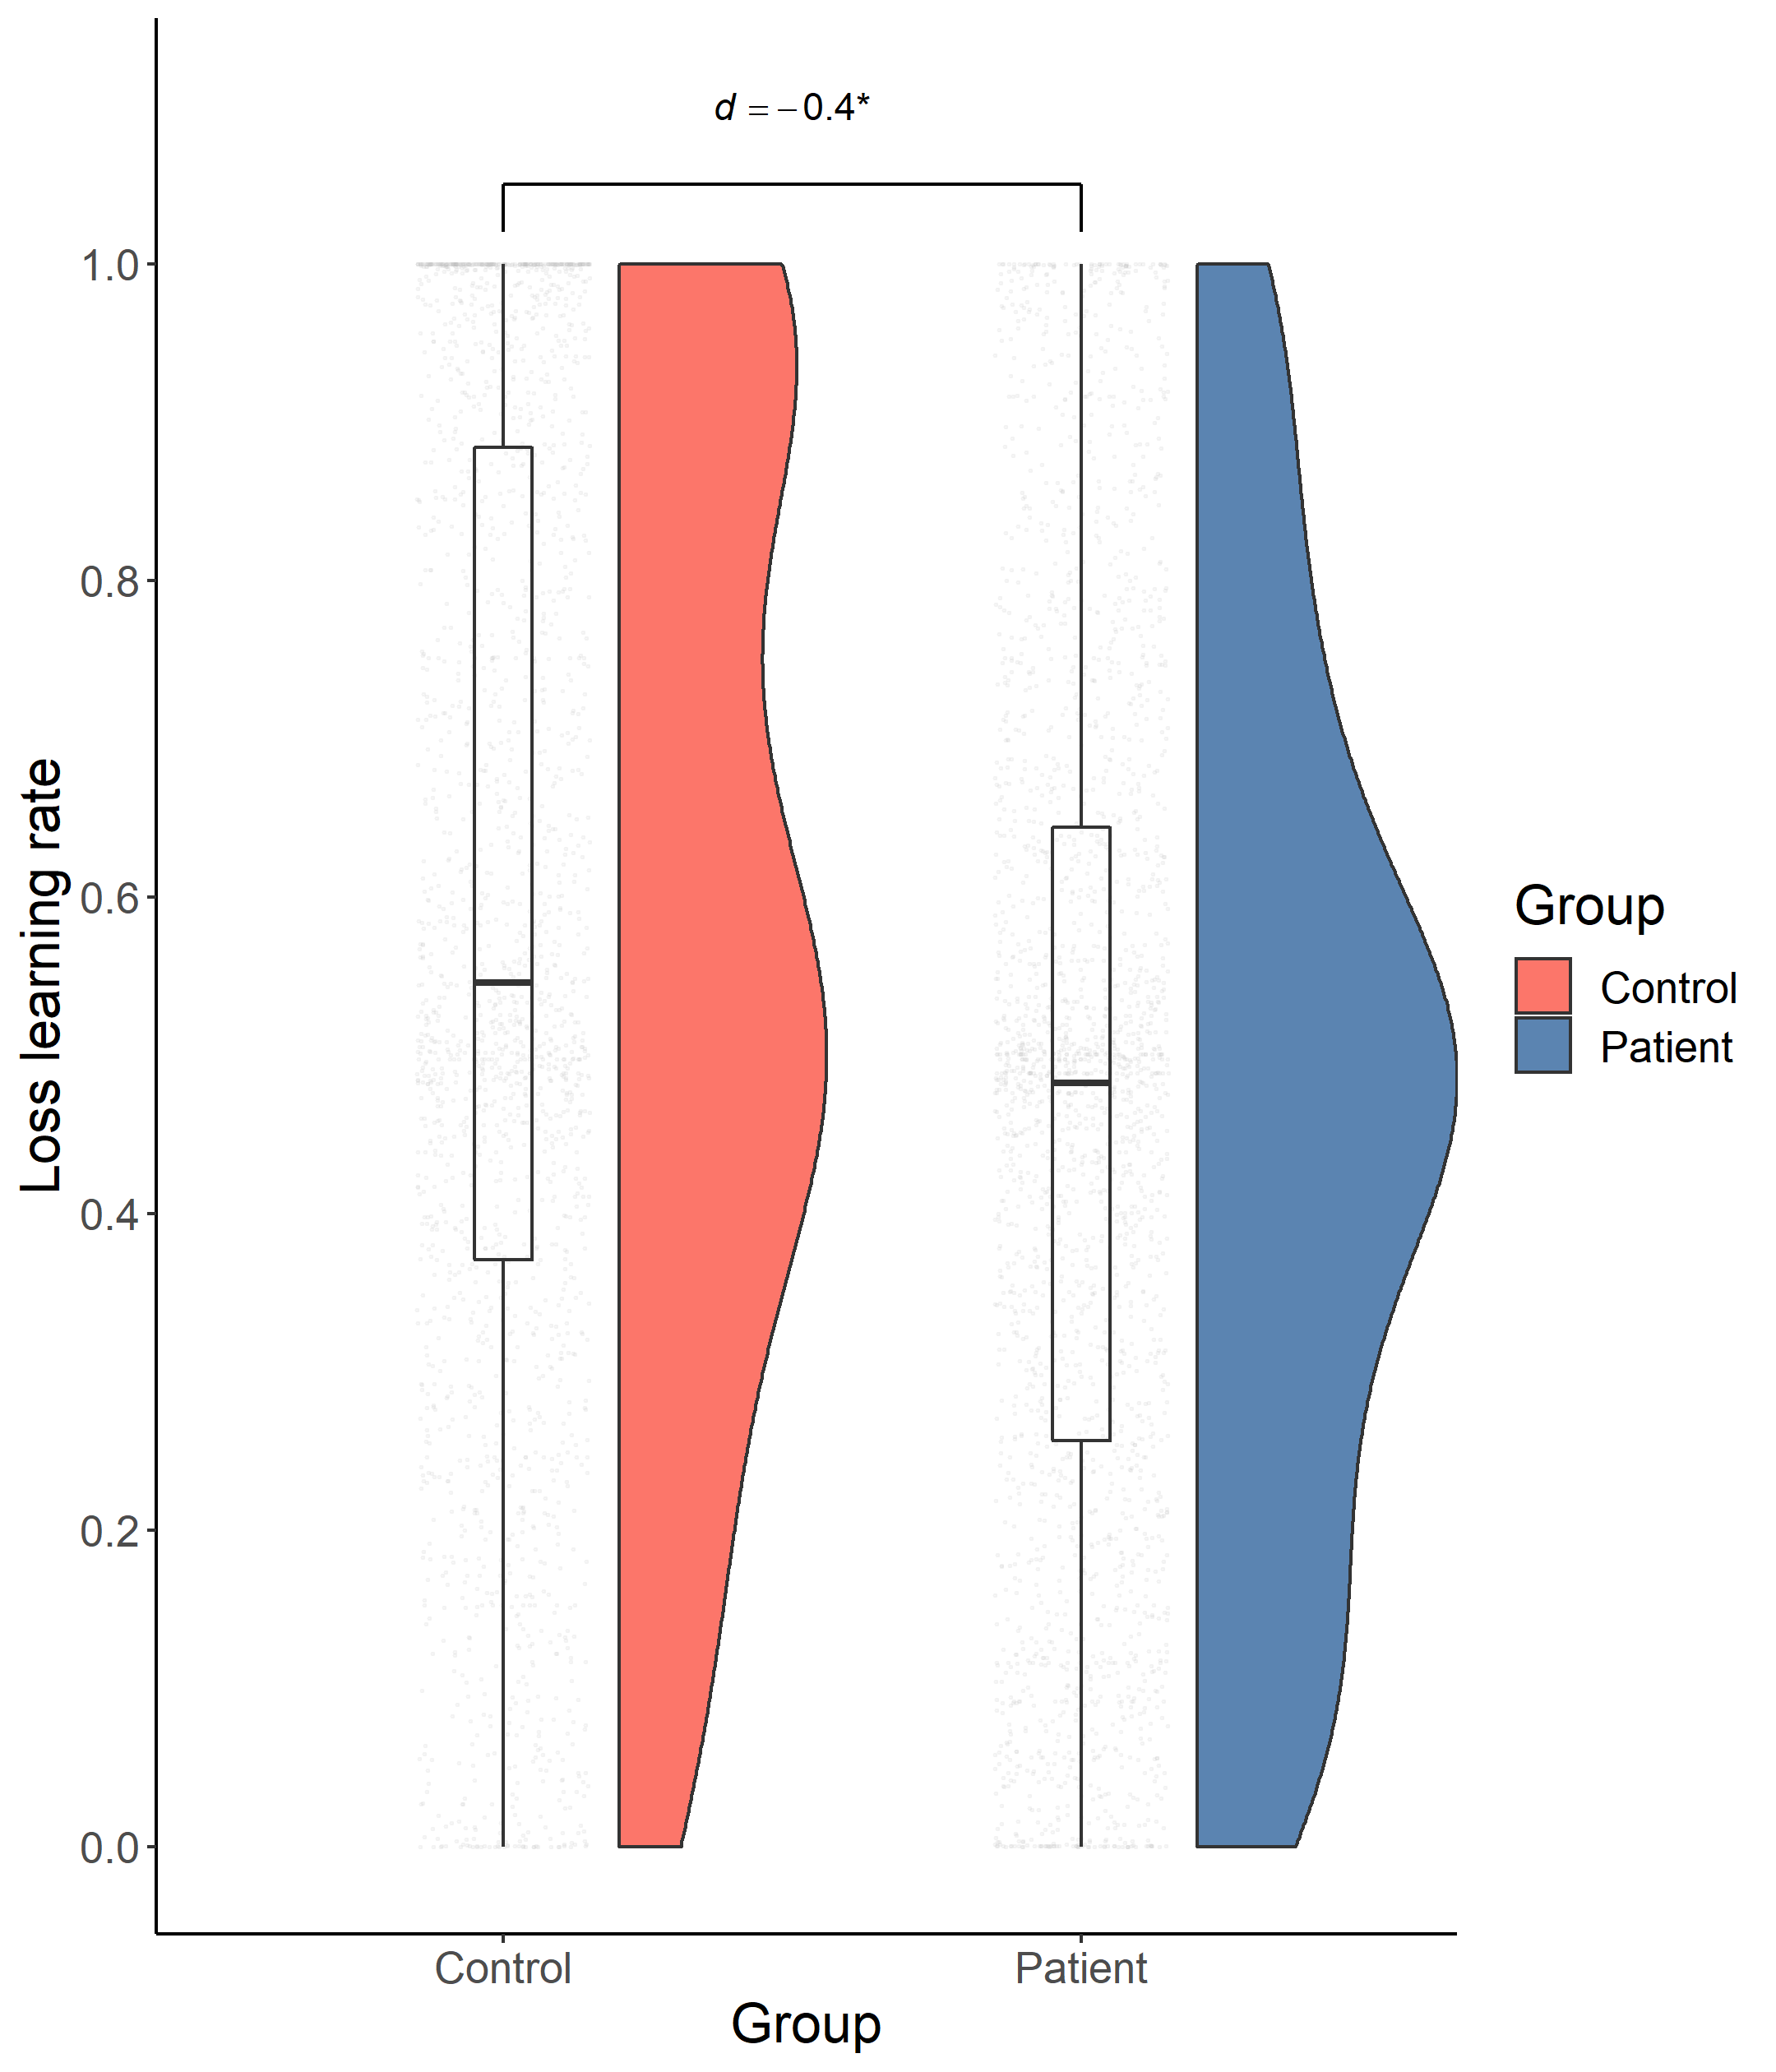 d = −0.4*
1.0
0.8
0.6
0.4
0.2
0.0
Loss learning rate
Control
Patient
Group
Group
Control
Patient